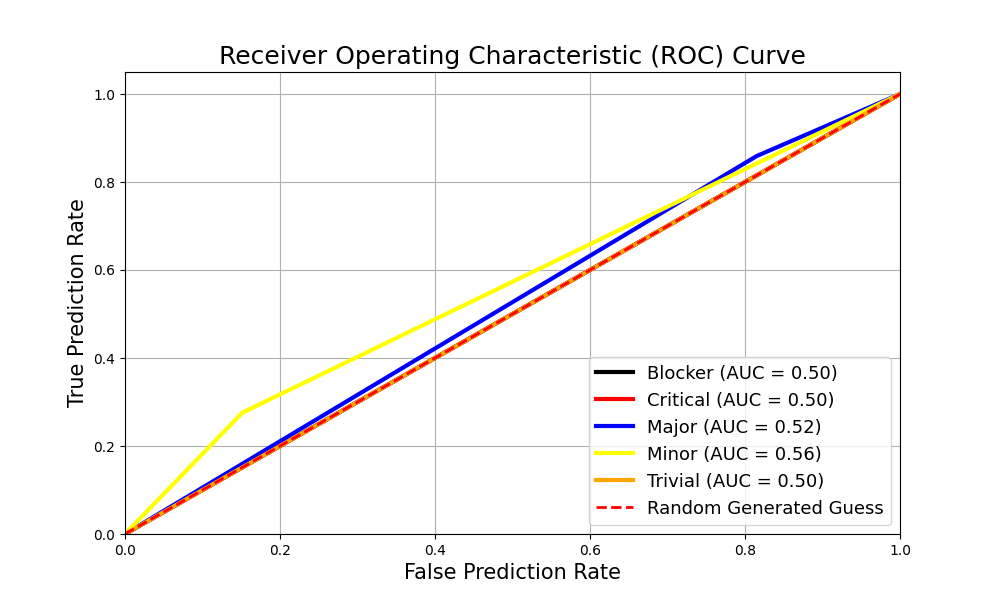 Receiver Operating Characteristic (ROC) Curve
True Prediction Rate
1.0
0.8
0.6
0.4
0.2
0.0
Blocker (AUC = 0.50)
Critical (AUC = 0.50)
Major (AUC = 0.52)
Minor (AUC = 0.56)
Trivial (AUC = 0.50)
Random Generated Guess
0.0 0.2 0.4 0.6 0.8 1.0
False Prediction Rate